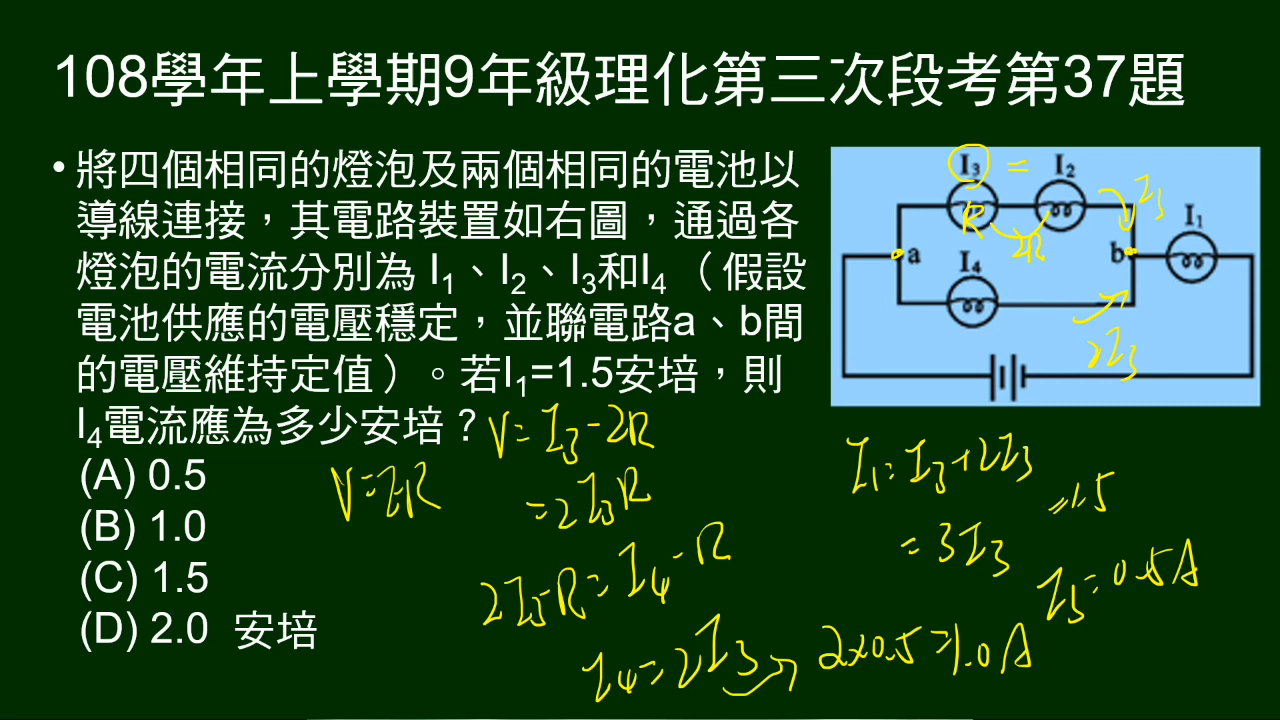 108學年上學期9年級理化第三次段考第37題
• 將四個相同的燈泡及兩個相同的電池以
導線連接，其電路裝置如右圖，通過各
燈泡的電流分別為 I₁、I₂、I₃和I₄ （假設
電池供應的電壓穩定，並聯電路a、b間
的電壓維持定值）。若I₁=1.5安培，則
I₄電流應為多少安培？
(A) 0.5
(B) 1.0
(C) 1.5
(D) 2.0 安培
I₃ = I₂
I₃
R
2R
I₁
a
b
I₄
2I₃
V=IR
V=I₃-2R
=2I₃R
2I₃-R=I₄-R
I₄=2I₃
2×0.5=1.0A
I₁=I₃+2I₃
=1.5
=3I₃
I₃=0.5A